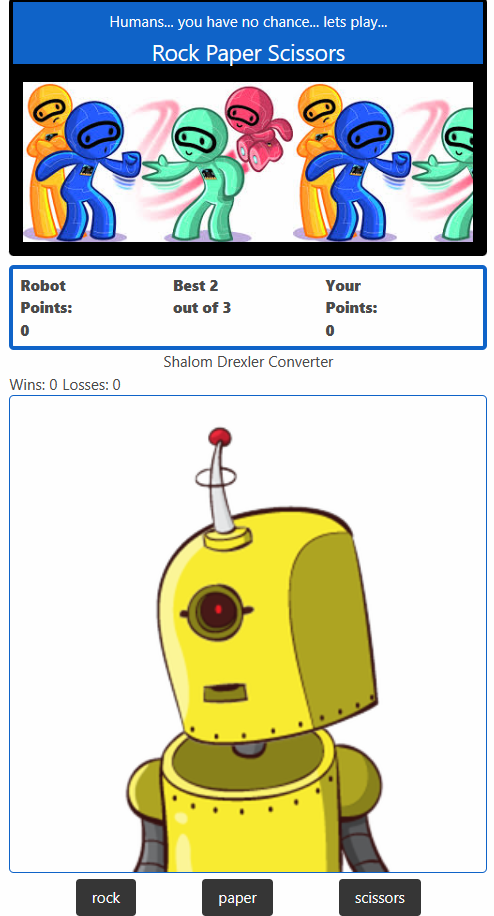 Humans... you have no chance... lets play...
Rock Paper Scissors
Robot Points: 0
Best 2 out of 3
Your Points: 0
Shalom Drexler Converter
Wins: 0 Losses: 0
rock
paper
scissors